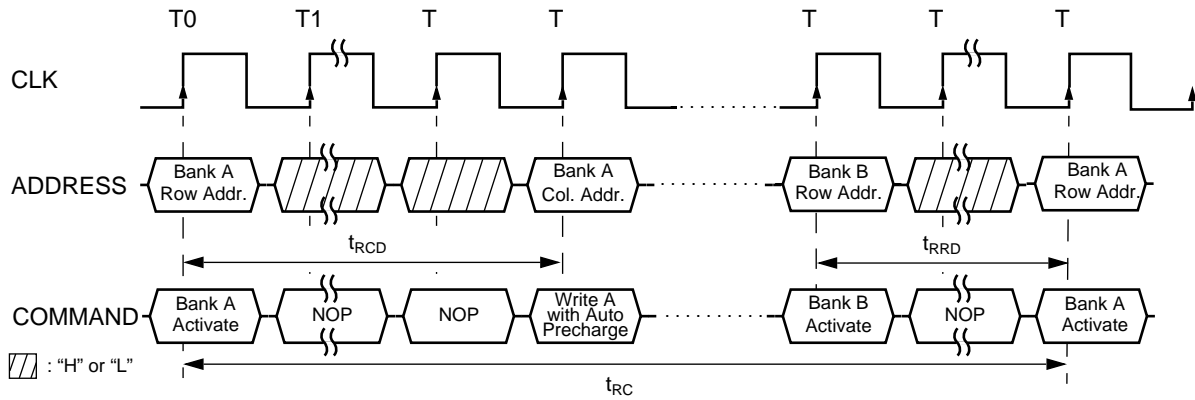 T0 T1 T T T T T
CLK
ADDRESS
Bank A
Row Addr.
Bank A
Col. Addr.
Bank B
Row Addr.
Bank A
Row Addr.
tRCD
tRRD
COMMAND
Bank A
Activate
NOP
NOP
Write A
with Auto
Precharge
Bank B
Activate
NOP
Bank A
Activate
: “H” or “L”
tRC